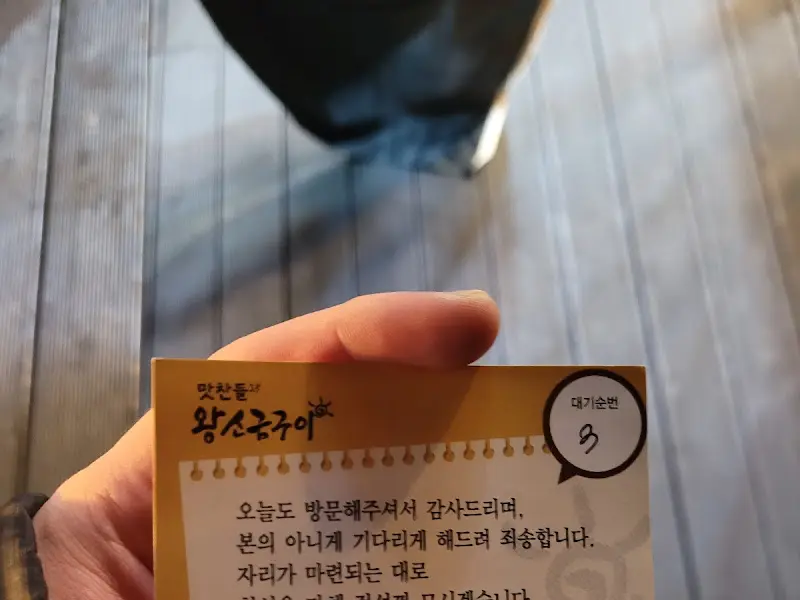 맛찬들
왕소금구이
대기순번
3
오늘도 방문해주셔서 감사드리며,
본의 아니게 기다리게 해드려 죄송합니다.
자리가 마련되는 대로